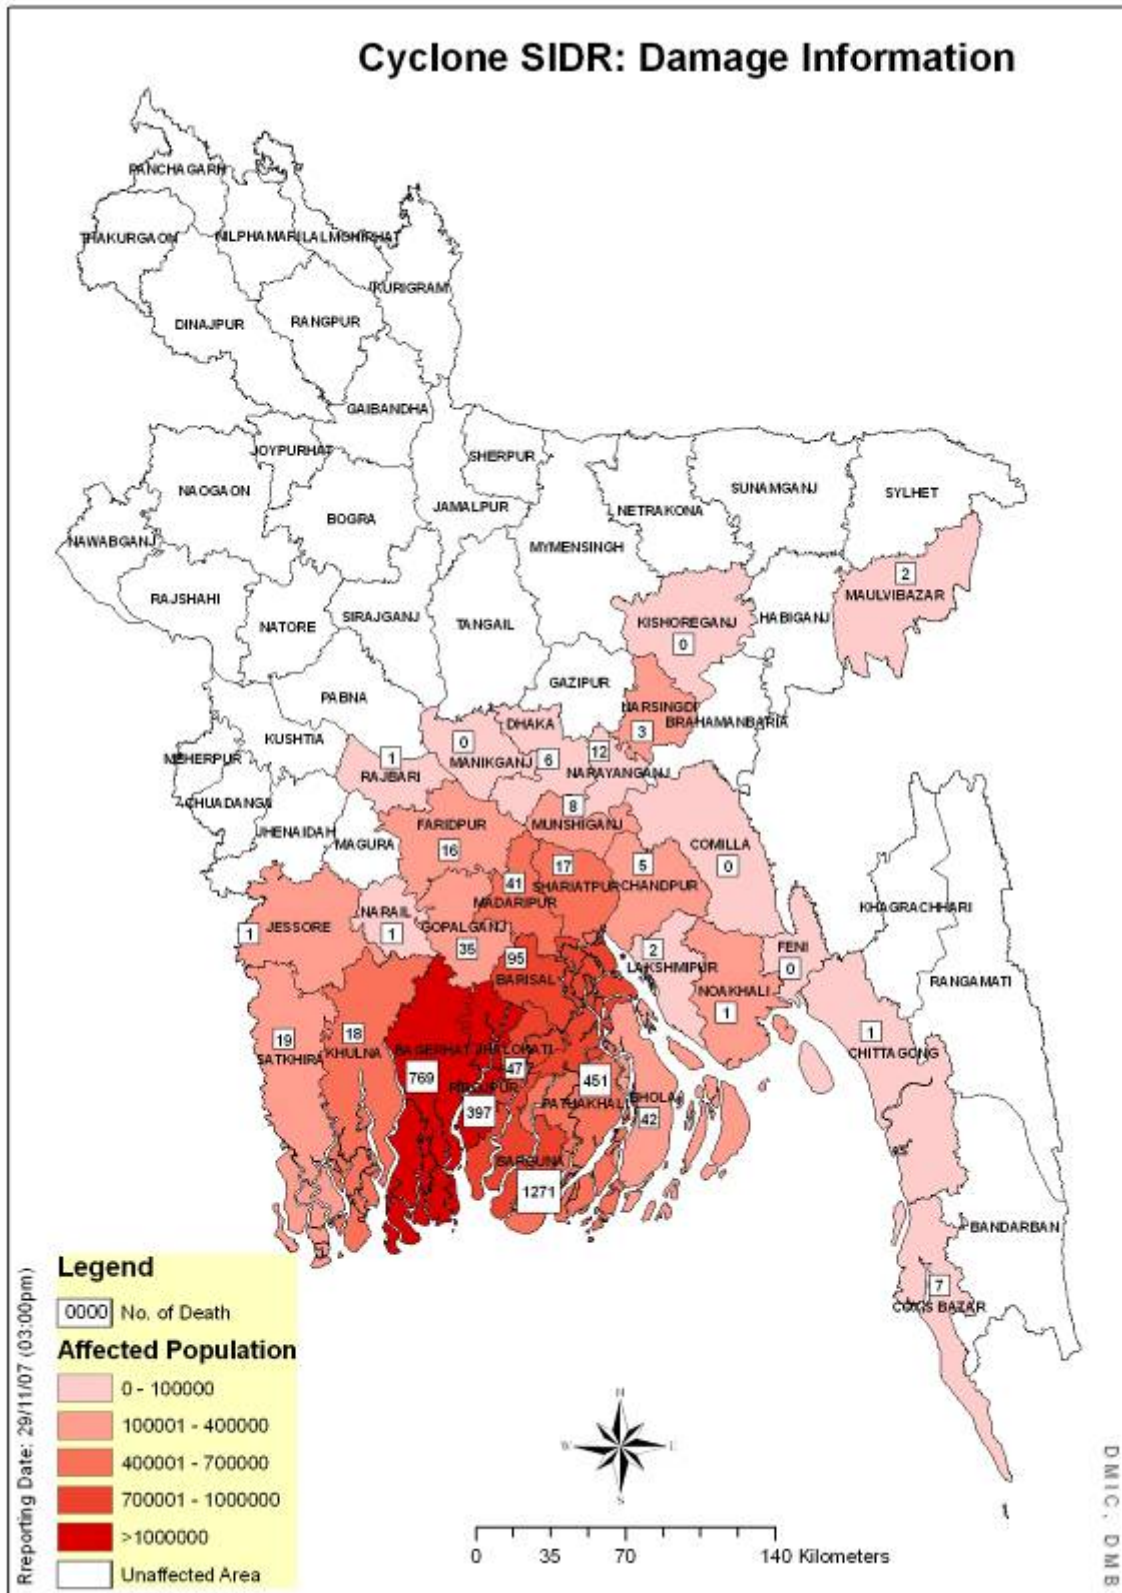 Cyclone SIDR: Damage Information
PANCHAGARH
THAKURGAON
NILPHAMARI
LALMONIRHAT
KURIGRAM
DINAJPUR
RANGPUR
GAIBANDHA
JOYPURHAT
SHERPUR
NAOGAON
BOGRA
JAMALPUR
NETRAKONA
SUNAMGANJ
SYLHET
NAWABGANJ
MYMENSINGH
2
MAULVIBAZAR
RAJSHAHI
NATORE
SIRAJGANJ
TANGAIL
KISHOREGANJ
0
HABIGANJ
PABNA
GAZIPUR
NARSINGDI
3
BRAHAMANBARIA
KUSHTIA
MEHERPUR
1
RAJBARI
0
MANIKGANJ
DHAKA
6
12
NARAYANGANJ
CHUADANGA
JHENAIDAH
MAGURA
FARIDPUR
16
8
MUNSHIGANJ
COMILLA
0
41
MADARIPUR
17
SHARIATPUR
5
CHANDPUR
KHAGRACHHARI
1
JESSORE
NARAIL
1
GOPALGANJ
35
95
BARISAL
2
LAKSHMIPUR
NOAKHALI
1
FENI
0
RANGAMATI
19
SATKHIRA
18
KHULNA
BAGERHAT
769
JHALOKATI
47
PIROJPUR
397
451
PATUAKHALI
BHOLA
42
1
CHITTAGONG
BARGUNA
1271
BANDARBAN
7
COX'S BAZAR
Legend
0000 No. of Death
Affected Population
0 - 100000
100001 - 400000
400001 - 700000
700001 - 1000000
>1000000
Unaffected Area
Rreporting Date: 29/11/07 (03:00pm)
N
W E
S
0 35 70 140 Kilometers
DMIC, DMB